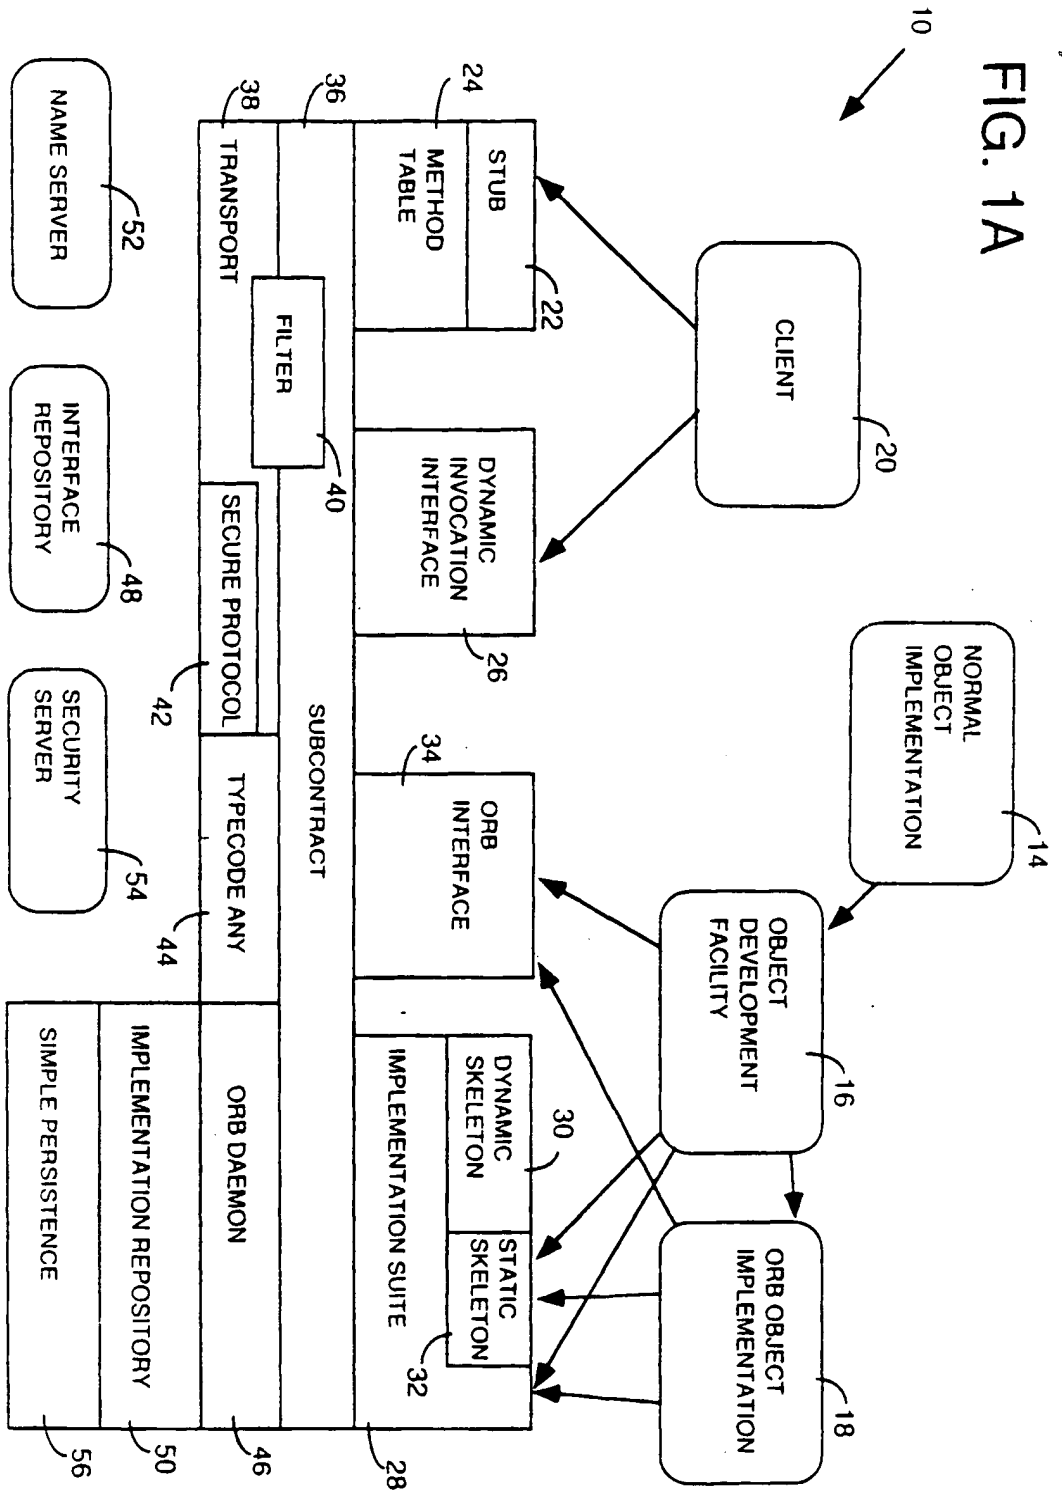 FIG. 1A
10
CLIENT
20
NORMAL
OBJECT
IMPLEMENTATION
14
OBJECT
DEVELOPMENT
FACILITY
16
ORB OBJECT
IMPLEMENTATION
18
STUB
22
24
METHOD
TABLE
DYNAMIC
INVOCATION
INTERFACE
26
34
ORB
INTERFACE
DYNAMIC
SKELETON
30
STATIC
SKELETON
32
IMPLEMENTATION SUITE
28
36
SUBCONTRACT
FILTER
40
38
TRANSPORT
SECURE PROTOCOL
42
TYPECODE ANY
44
ORB DAEMON
46
IMPLEMENTATION REPOSITORY
50
SIMPLE PERSISTENCE
56
NAME SERVER
52
INTERFACE
REPOSITORY
48
SECURITY
SERVER
54